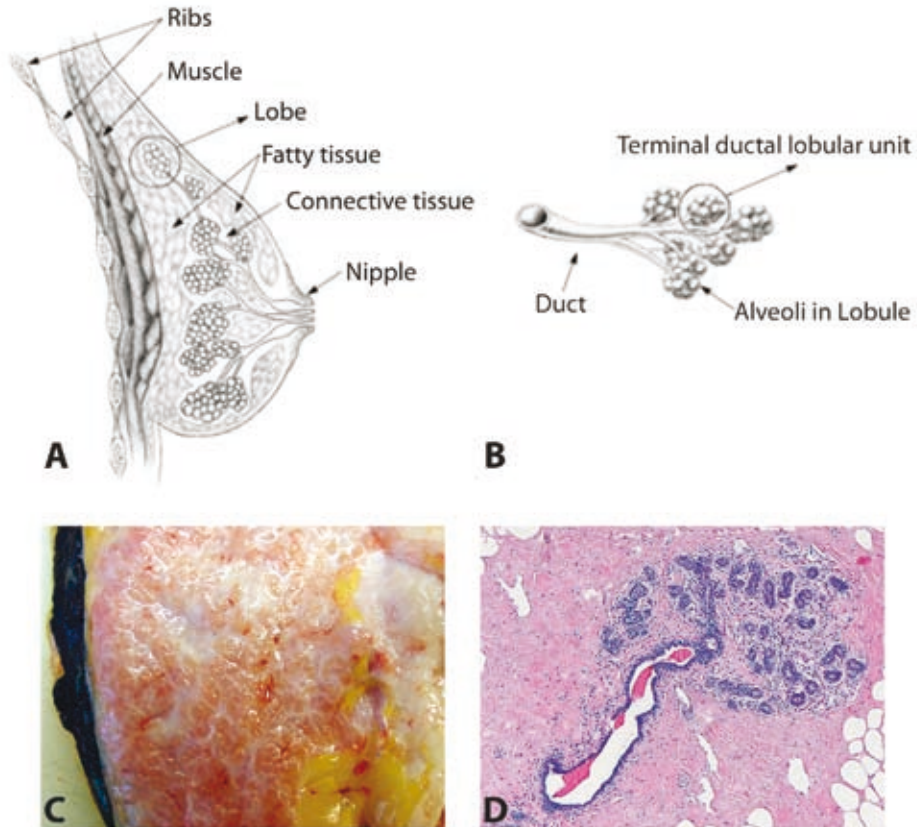 Ribs
Muscle
Lobe
Fatty tissue
Connective tissue
Nipple
A
Terminal ductal lobular unit
Duct
Alveoli in Lobule
B
C
D